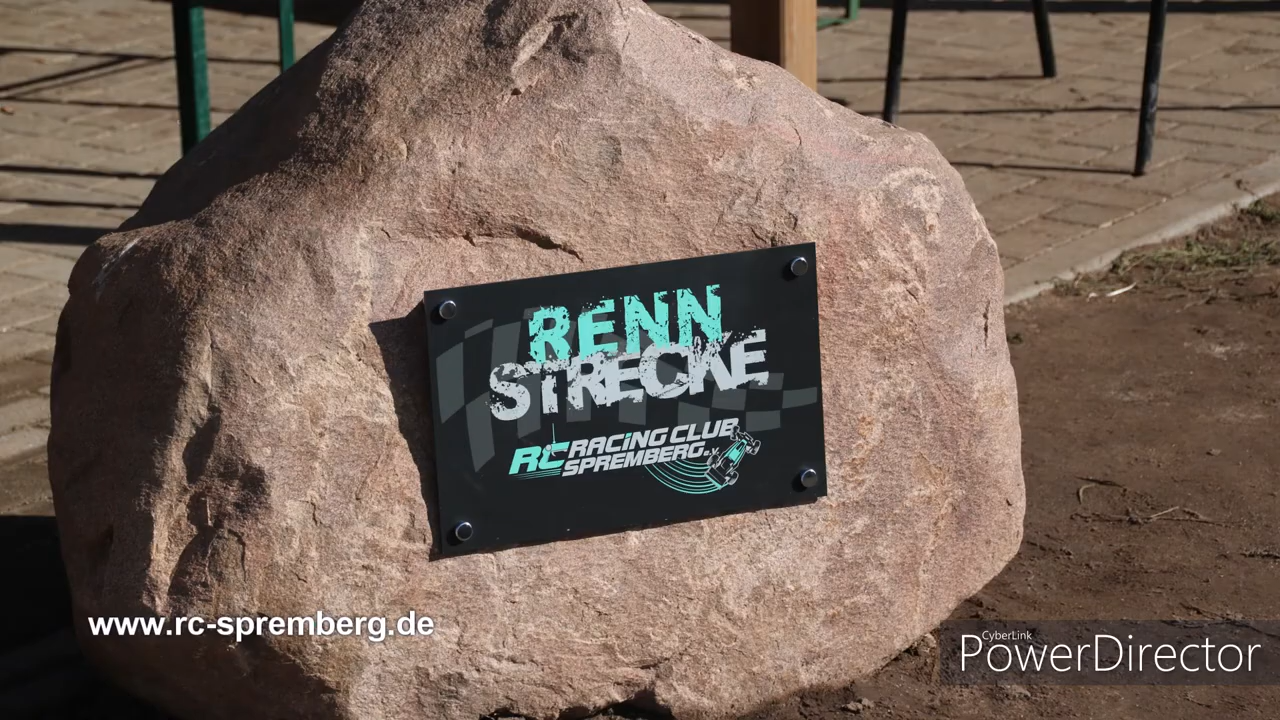 RENN
STRECKE
RC RACING CLUB
SPREMBERG e.V.
www.rc-spremberg.de
CyberLink
PowerDirector